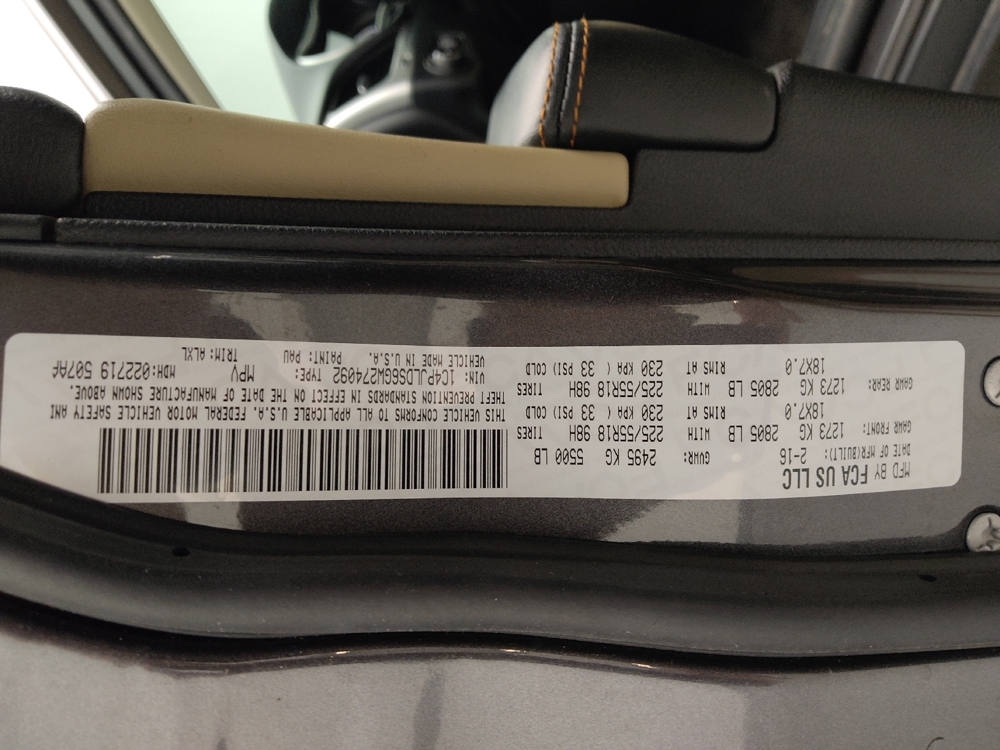 MFD BY FCA US LLC
DATE OF MFR(BUILT): 2-16 GVWR: 2495 KG 5500 LB
GAWR FRONT: 1273 KG 2805 LB WITH 225/55R18 98H TIRES
18X7.0 RIMS AT 230 KPA ( 33 PSI) COLD
GAWR REAR: 1273 KG 2805 LB WITH 225/55R18 98H TIRES
18X7.0 RIMS AT 230 KPA ( 33 PSI) COLD
THIS VEHICLE CONFORMS TO ALL APPLICABLE U.S.A. FEDERAL MOTOR VEHICLE SAFETY AND
THEFT PREVENTION STANDARDS IN EFFECT ON THE DATE OF MANUFACTURE SHOWN ABOVE.
VIN: 1C4PJLDS6GW274092 TYPE: MPV MDH:022719 507AF
VEHICLE MADE IN U.S.A. PAINT: PAU TRIM: ALXL